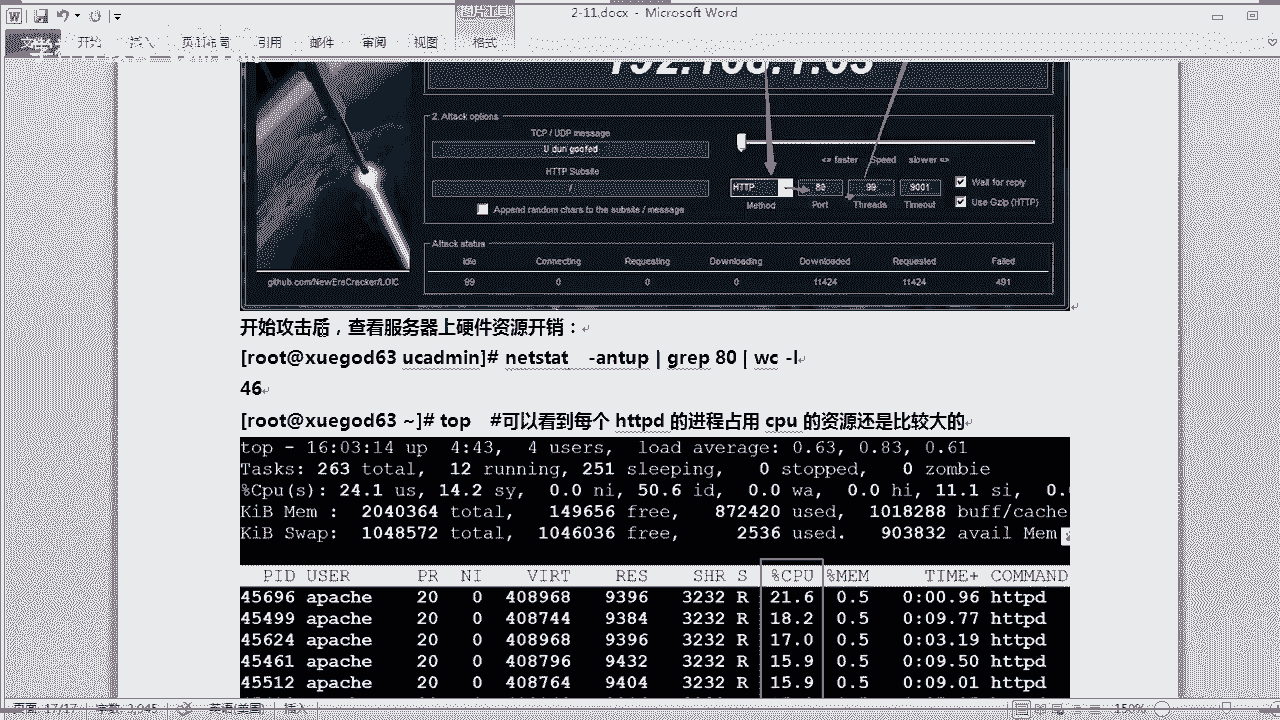 图片工具
2-11.docx - Microsoft Word
开始 插入 页面布局 引用 邮件 审阅 视图 格式
192.168.1.63
2. Attack options
TCP / UDP message
U dun goofed
<= faster Speed slower =>
HTTP Subsite
/
HTTP 80 99 9001
Wait for reply
Method Port Threads Timeout
Use Gzip (HTTP)
Append random chars to the subsite / message
Attack status
Idle Connecting Requesting Downloading Downloaded Requested Failed
99 0 0 0 11424 11424 491
github.com/NewEraCracker/LOIC
开始攻击后，查看服务器上硬件资源开销：
[root@xuegod63 ucadmin]# netstat -antup | grep 80 | wc -l
46
[root@xuegod63 ~]# top #可以看到每个 httpd 的进程占用 cpu 的资源还是比较大的
top - 16:03:14 up 4:43, 4 users, load average: 0.63, 0.83, 0.61
Tasks: 263 total, 12 running, 251 sleeping, 0 stopped, 0 zombie
%Cpu(s): 24.1 us, 14.2 sy, 0.0 ni, 50.6 id, 0.0 wa, 0.0 hi, 11.1 si, 0.
KiB Mem : 2040364 total, 149656 free, 872420 used, 1018288 buff/cache
KiB Swap: 1048572 total, 1046036 free, 2536 used. 903832 avail Mem
PID USER PR NI VIRT RES SHR S %CPU %MEM TIME+ COMMAND
45696 apache 20 0 408968 9396 3232 R 21.6 0.5 0:00.96 httpd
45499 apache 20 0 408744 9384 3232 R 18.2 0.5 0:09.77 httpd
45624 apache 20 0 408968 9396 3232 R 17.0 0.5 0:03.19 httpd
45461 apache 20 0 408796 9432 3232 R 15.9 0.5 0:09.50 httpd
45512 apache 20 0 408764 9404 3232 R 15.9 0.5 0:09.01 httpd
页面: 17/17 字数: 2,045 英语(美国) 插入 150%